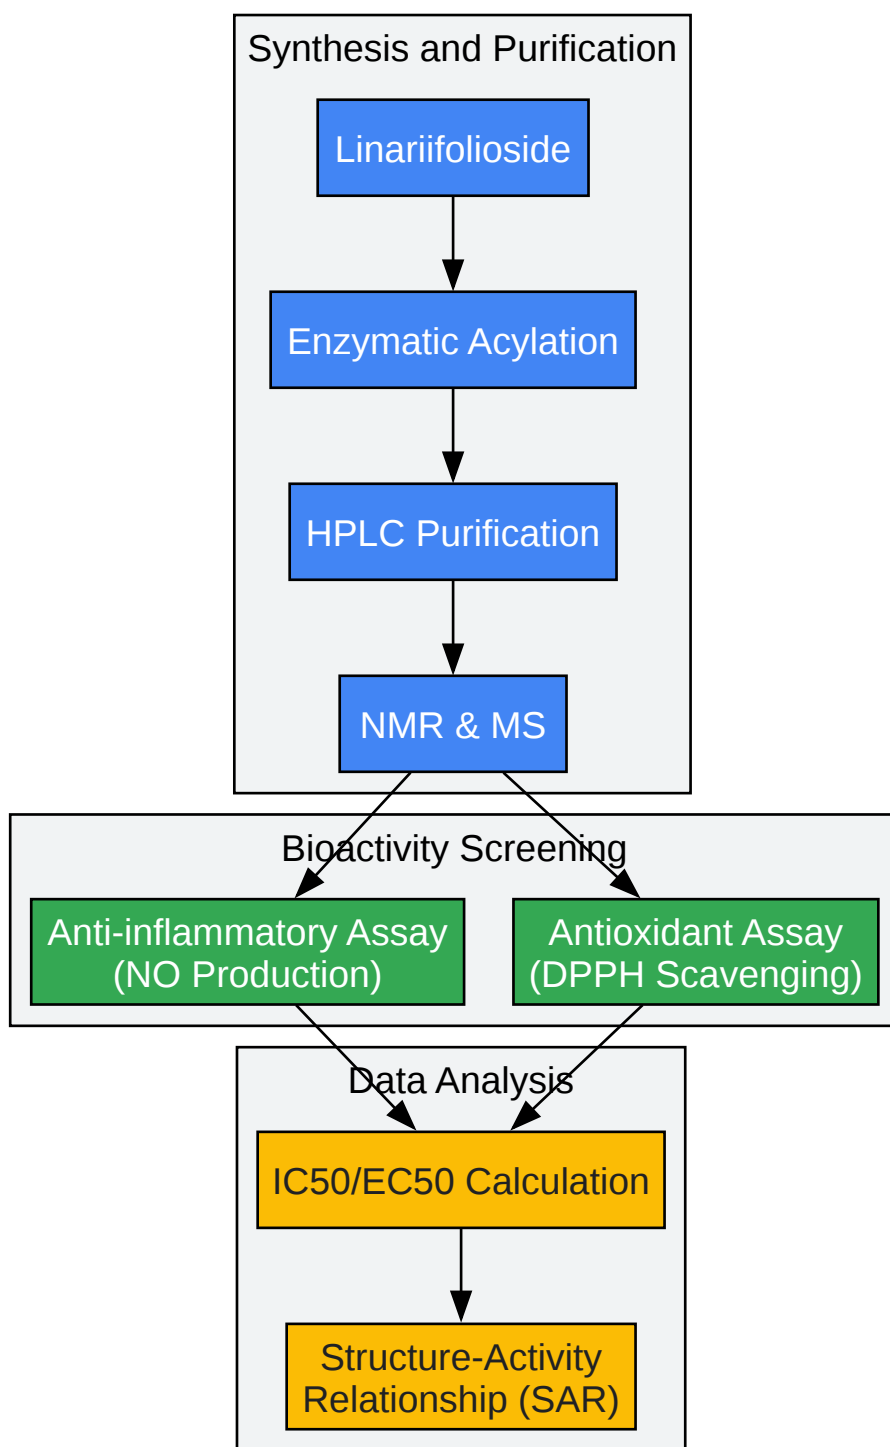 Synthesis and Purification
Linariifolioside
Enzymatic Acylation
HPLC Purification
NMR & MS
Bioactivity Screening
Anti-inflammatory Assay
(NO Production)
Antioxidant Assay
(DPPH Scavenging)
Data Analysis
IC50/EC50 Calculation
Structure-Activity
Relationship (SAR)